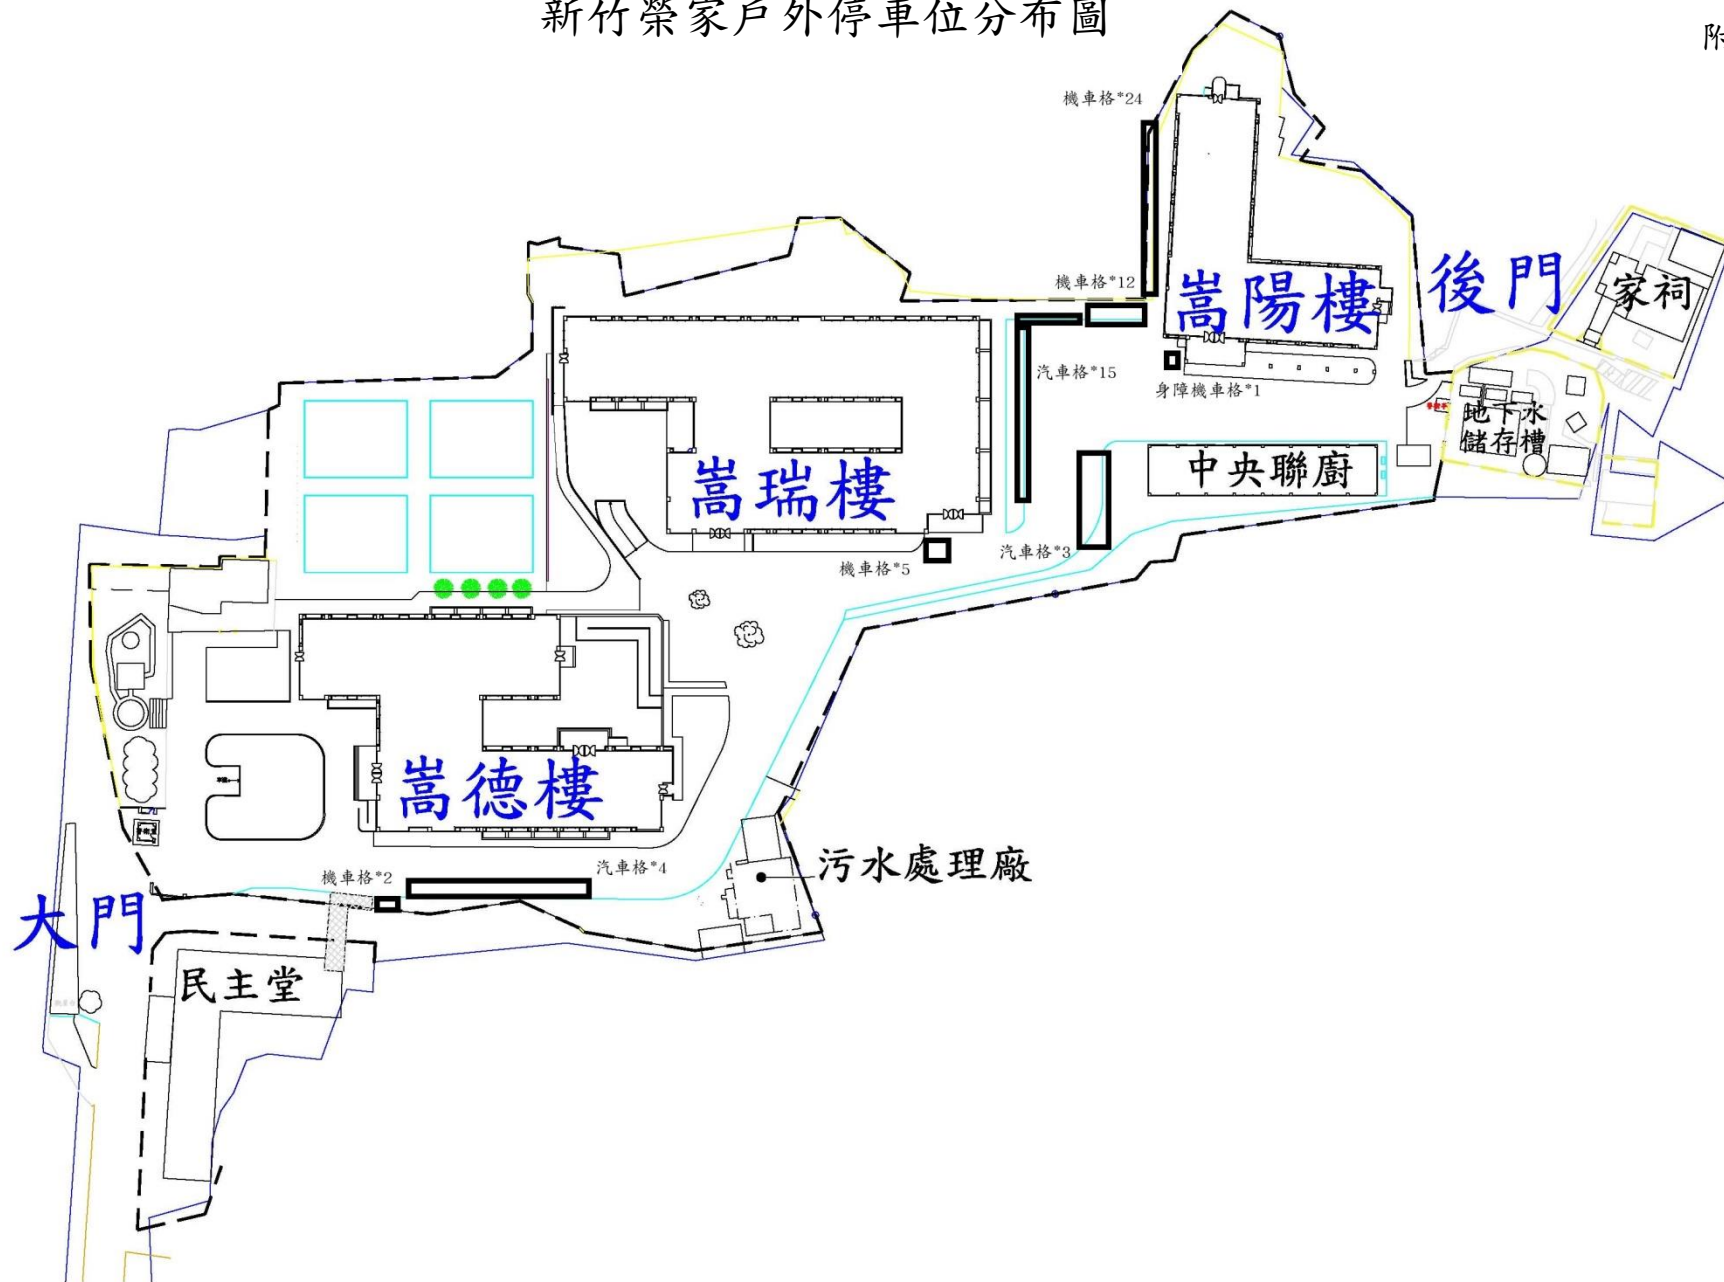 新竹榮家戶外停車位分布圖
附
機車格*24
機車格*12
嵩陽樓
後門
家祠
汽車格*15
身障機車格*1
地下水
儲存槽
中央聯廚
嵩瑞樓
汽車格*3
機車格*5
嵩德樓
機車格*2
汽車格*4
污水處理廠
大門
民主堂